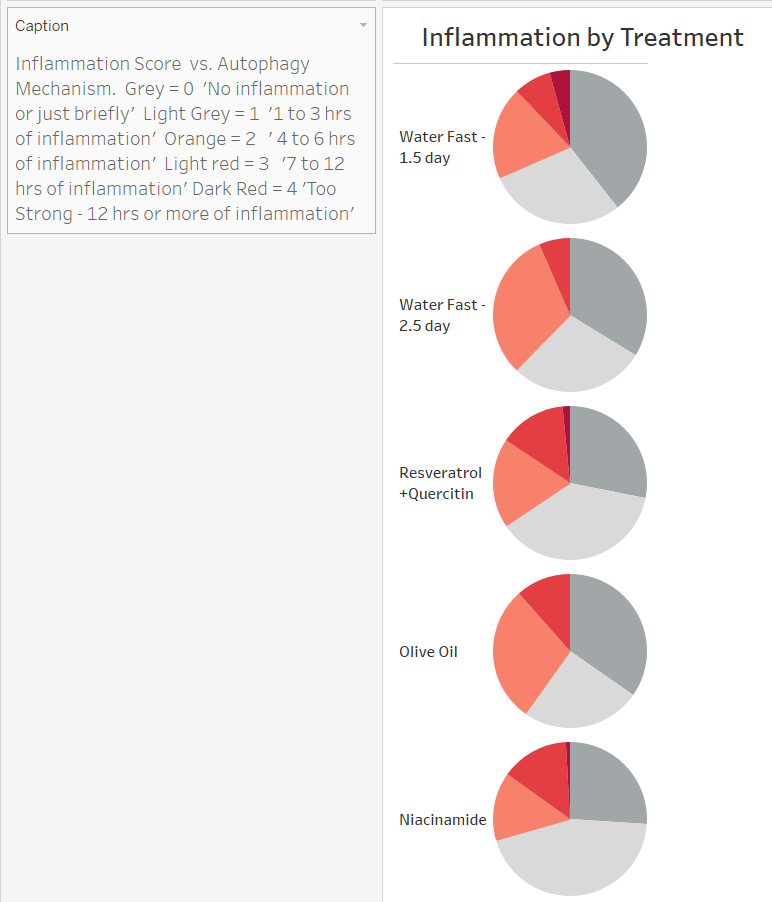 Caption
Inflammation Score  vs. Autophagy
Mechanism.  Grey = 0  'No inflammation
or just briefly'  Light Grey = 1  '1 to 3 hrs
of inflammation'  Orange = 2   ' 4 to 6 hrs
of inflammation'  Light red = 3   '7 to 12
hrs of inflammation' Dark Red = 4 'Too
Strong - 12 hrs or more of inflammation'
Inflammation by Treatment
Water Fast -
1.5 day
Water Fast -
2.5 day
Resveratrol
+Quercitin
Olive Oil
Niacinamide